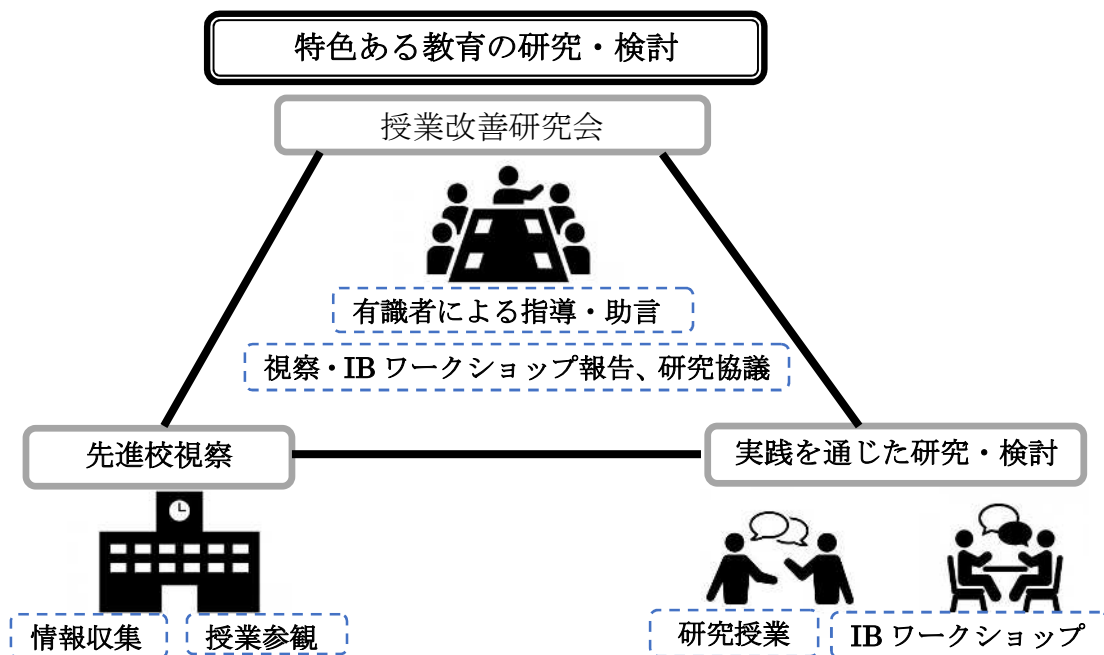 特色ある教育の研究・検討
授業改善研究会
有識者による指導・助言
視察・IBワークショップ報告、研究協議
先進校視察
実践を通じた研究・検討
情報収集
授業参観
研究授業
IBワークショップ